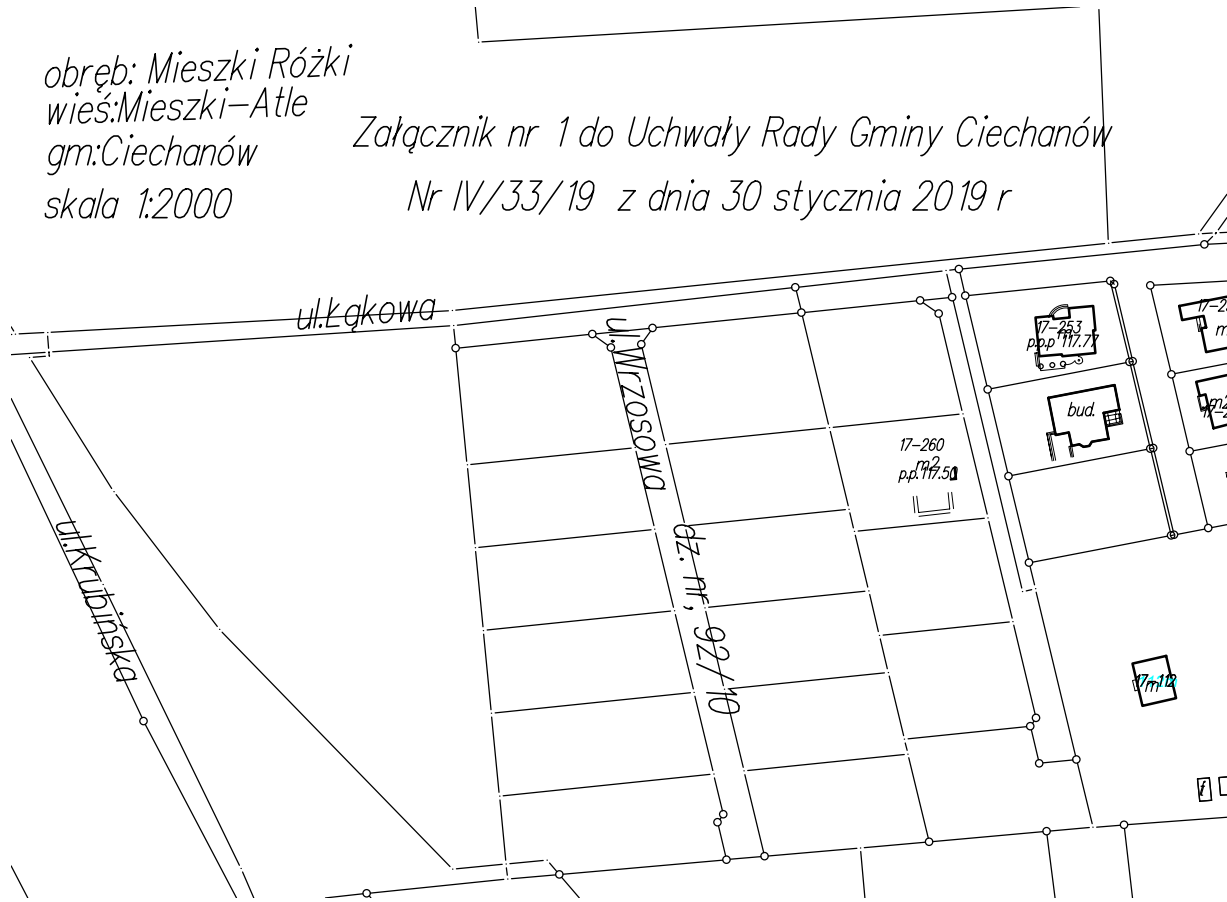 obręb: Mieszki Różki
wieś:Mieszki-Atle
gm:Ciechanów
skala 1:2000
Załącznik nr 1 do Uchwały Rady Gminy Ciechanów
Nr IV/33/19 z dnia 30 stycznia 2019 r
ul.Łąkowa
ul.Wrzosowa
dz. nr, 92/10
ul.Krubińska
17-253
p.p.p 117.77
bud.
17-260
m2
p.p.117.50
17-112
m
t